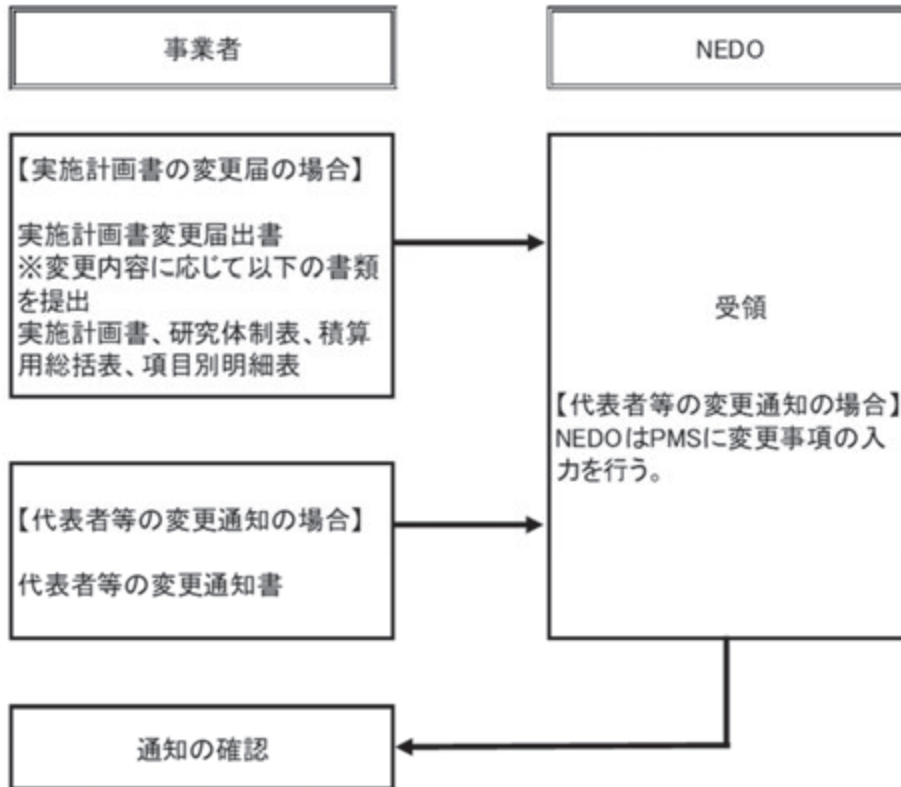 事業者
NEDO
【実施計画書の変更届の場合】
実施計画書変更届出書
※変更内容に応じて以下の書類
を提出
実施計画書、研究体制表、積算
用総括表、項目別明細表
【代表者等の変更通知の場合】
代表者等の変更通知書
受領
【代表者等の変更通知の場合】
NEDOはPMSに変更事項の入
力を行う。
通知の確認